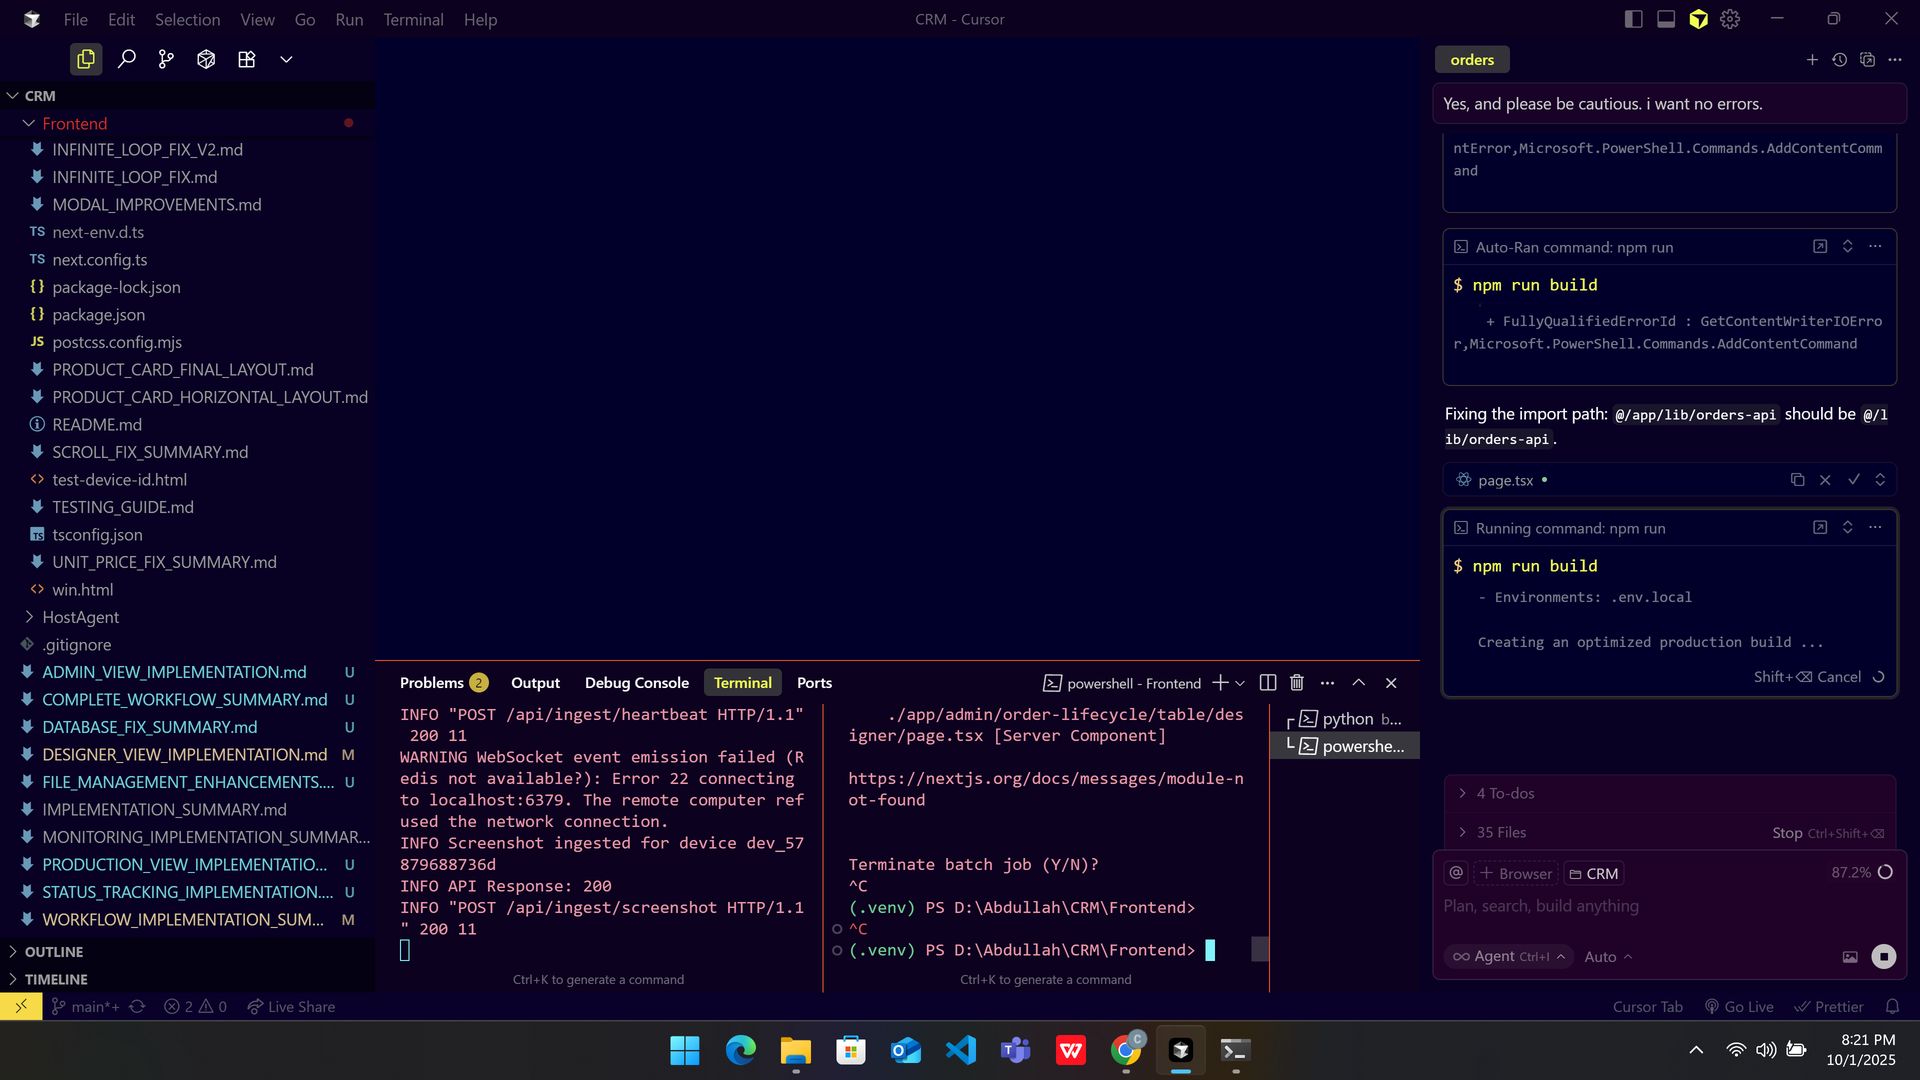 File Edit Selection View Go Run Terminal Help
CRM - Cursor
CRM
Frontend
INFINITE_LOOP_FIX_V2.md
INFINITE_LOOP_FIX.md
MODAL_IMPROVEMENTS.md
TS next-env.d.ts
TS next.config.ts
{} package-lock.json
{} package.json
JS postcss.config.mjs
PRODUCT_CARD_FINAL_LAYOUT.md
PRODUCT_CARD_HORIZONTAL_LAYOUT.md
README.md
SCROLL_FIX_SUMMARY.md
<> test-device-id.html
TESTING_GUIDE.md
TS tsconfig.json
UNIT_PRICE_FIX_SUMMARY.md
<> win.html
HostAgent
.gitignore
ADMIN_VIEW_IMPLEMENTATION.md U
COMPLETE_WORKFLOW_SUMMARY.md U
DATABASE_FIX_SUMMARY.md U
DESIGNER_VIEW_IMPLEMENTATION.md M
FILE_MANAGEMENT_ENHANCEMENTS.... U
IMPLEMENTATION_SUMMARY.md
MONITORING_IMPLEMENTATION_SUMMAR...
PRODUCTION_VIEW_IMPLEMENTATIO... U
STATUS_TRACKING_IMPLEMENTATION.... U
WORKFLOW_IMPLEMENTATION_SUM... M
OUTLINE
TIMELINE
Problems 2 Output Debug Console Terminal Ports
powershell - Frontend
INFO "POST /api/ingest/heartbeat HTTP/1.1"
200 11
WARNING WebSocket event emission failed (R
edis not available?): Error 22 connecting
to localhost:6379. The remote computer ref
used the network connection.
INFO Screenshot ingested for device dev_57
879688736d
INFO API Response: 200
INFO "POST /api/ingest/screenshot HTTP/1.1
" 200 11
Ctrl+K to generate a command
./app/admin/order-lifecycle/table/des
igner/page.tsx [Server Component]
https://nextjs.org/docs/messages/module-n
ot-found
Terminate batch job (Y/N)?
^C
(.venv) PS D:\Abdullah\CRM\Frontend>
^C
(.venv) PS D:\Abdullah\CRM\Frontend>
Ctrl+K to generate a command
python b...
powershe...
orders
Yes, and please be cautious. i want no errors.
ntError,Microsoft.PowerShell.Commands.AddContentComm
and
Auto-Ran command: npm run
$ npm run build
+ FullyQualifiedErrorId : GetContentWriterIOErro
r,Microsoft.PowerShell.Commands.AddContentCommand
Fixing the import path: @/app/lib/orders-api should be @/l
ib/orders-api.
page.tsx
Running command: npm run
$ npm run build
- Environments: .env.local
Creating an optimized production build ...
Shift+⌫ Cancel
4 To-dos
35 Files Stop Ctrl+Shift+⌫
@ + Browser CRM 87.2%
Plan, search, build anything
∞ Agent Ctrl+I Auto
main*+ 2 0 Live Share
Cursor Tab Go Live Prettier
8:21 PM
10/1/2025